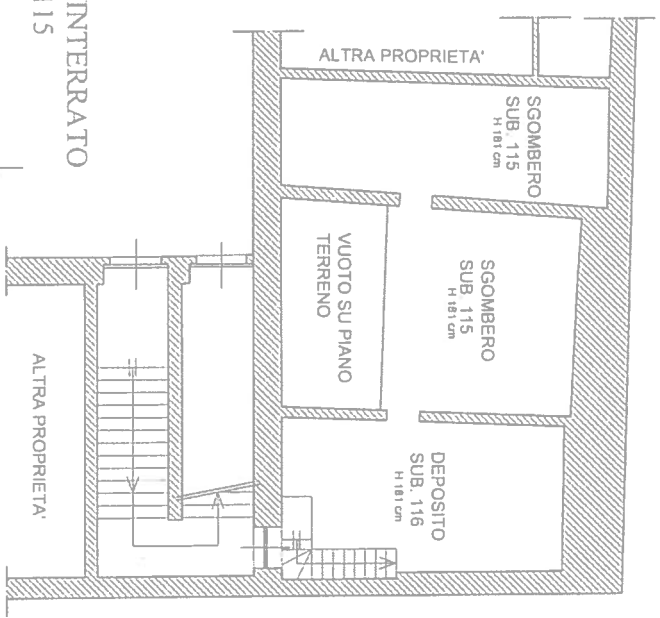 INTERRATO
115
ALTRA PROPRIETA'
SGOMBERO
SUB. 115
H 181 cm
SGOMBERO
SUB. 115
H 181 cm
VUOTO SU PIANO
TERRENO
DEPOSITO
SUB. 116
H 181 cm
ALTRA PROPRIETA'